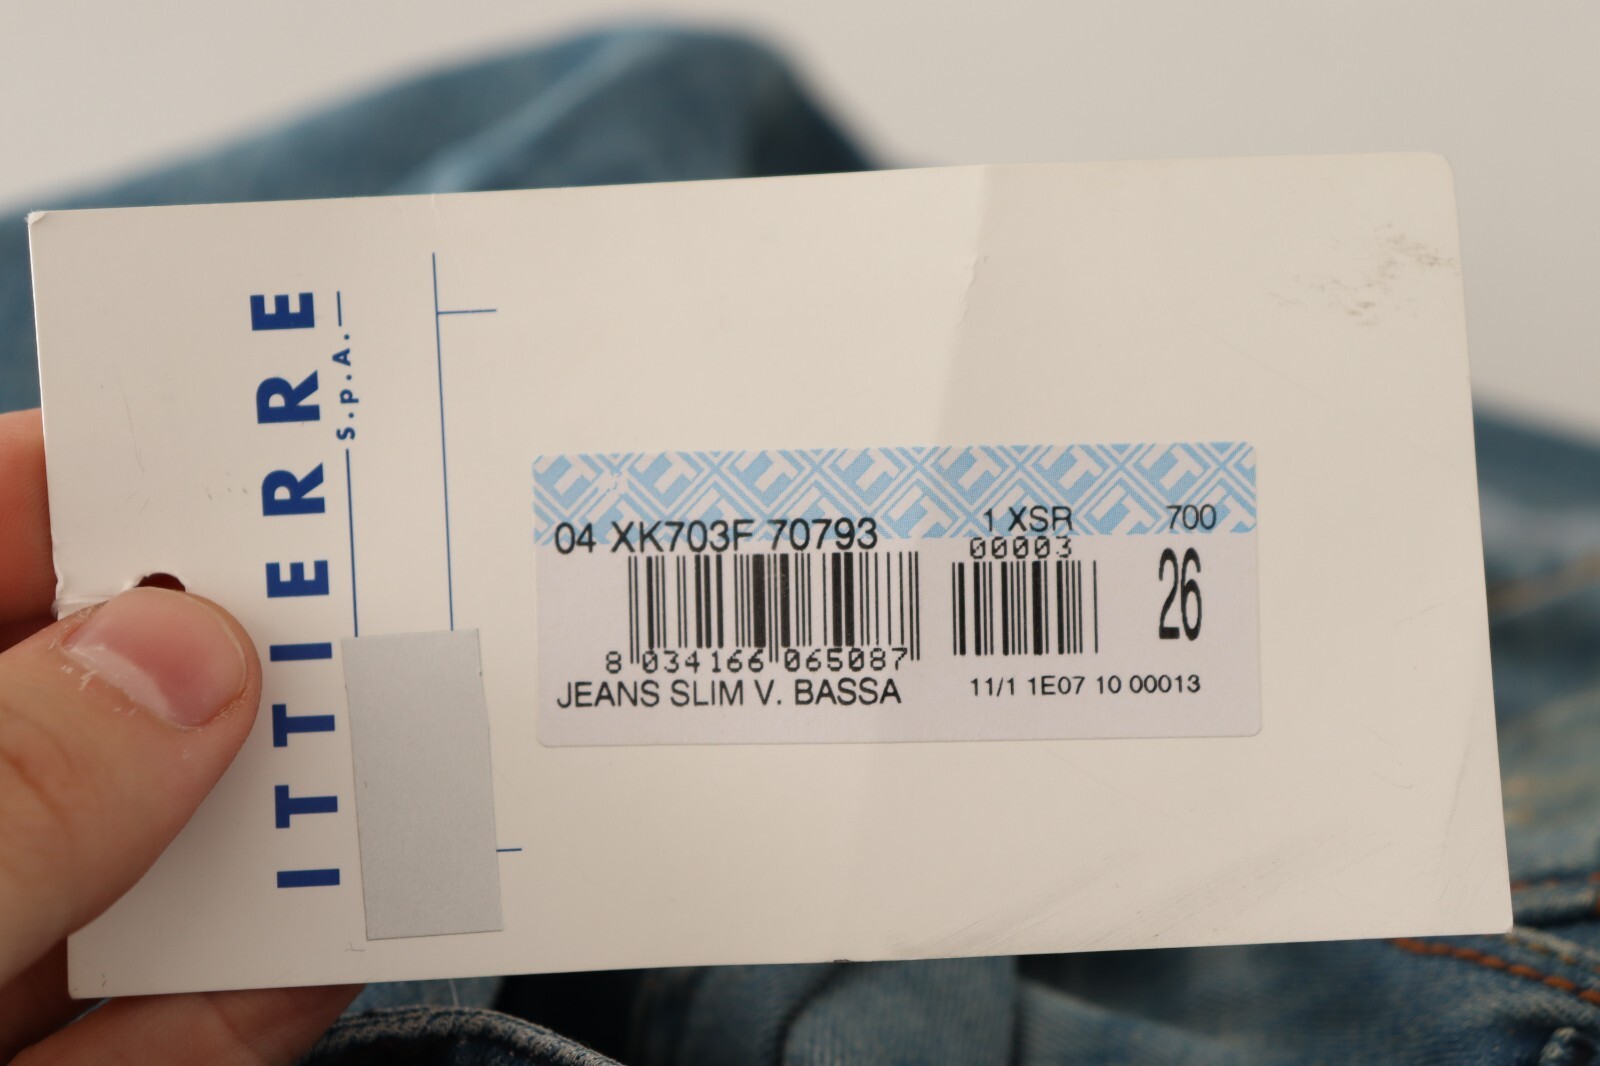 ITTIERRE
S.p.A.
04 XK703F 70793
1 XSR
700
00003
26
8 034166 065087
JEANS SLIM V. BASSA
11/1 1E07 10 00013